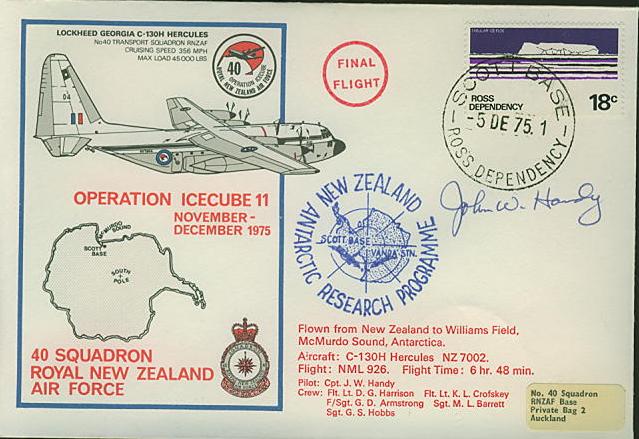 LOCKHEED GEORGIA C-130H HERCULES
No 40 TRANSPORT SQUADRON RNZAF
CRUISING SPEED 356 MPH
MAX LOAD 45000 LBS
40
OPERATION ICECUBE
ROYAL NEW ZEALAND AIR FORCE
04
OPERATION ICECUBE 11
NOVEMBER-
DECEMBER 1975
McMURDO
SOUND
SCOTT
BASE
SOUTH
POLE
40 SQUADRON
ROYAL NEW ZEALAND
AIR FORCE
FINAL
FLIGHT
TABULAR ICE FLOE
ROSS
DEPENDENCY
18c
SCOTT BASE
-5 DE 75.1
ROSS DEPENDENCY
John W. Handy
NEW ZEALAND
ANTARCTIC RESEARCH PROGRAMME
SCOTT BASE
VANDA STN.
Flown from New Zealand to Williams Field,
McMurdo Sound, Antarctica.
Aircraft: C-130H Hercules NZ 7002.
Flight: NML 926. Flight Time: 6 hr. 48 min.
Pilot: Cpt. J. W. Handy
Crew: Flt. Lt. D. G. Harrison Flt. Lt. K. L. Crofskey
F/Sgt. G. D. Armstrong Sgt. M. L. Barrett
Sgt. G. S. Hobbs
No. 40 Squadron
RNZAF Base
Private Bag 2
Auckland